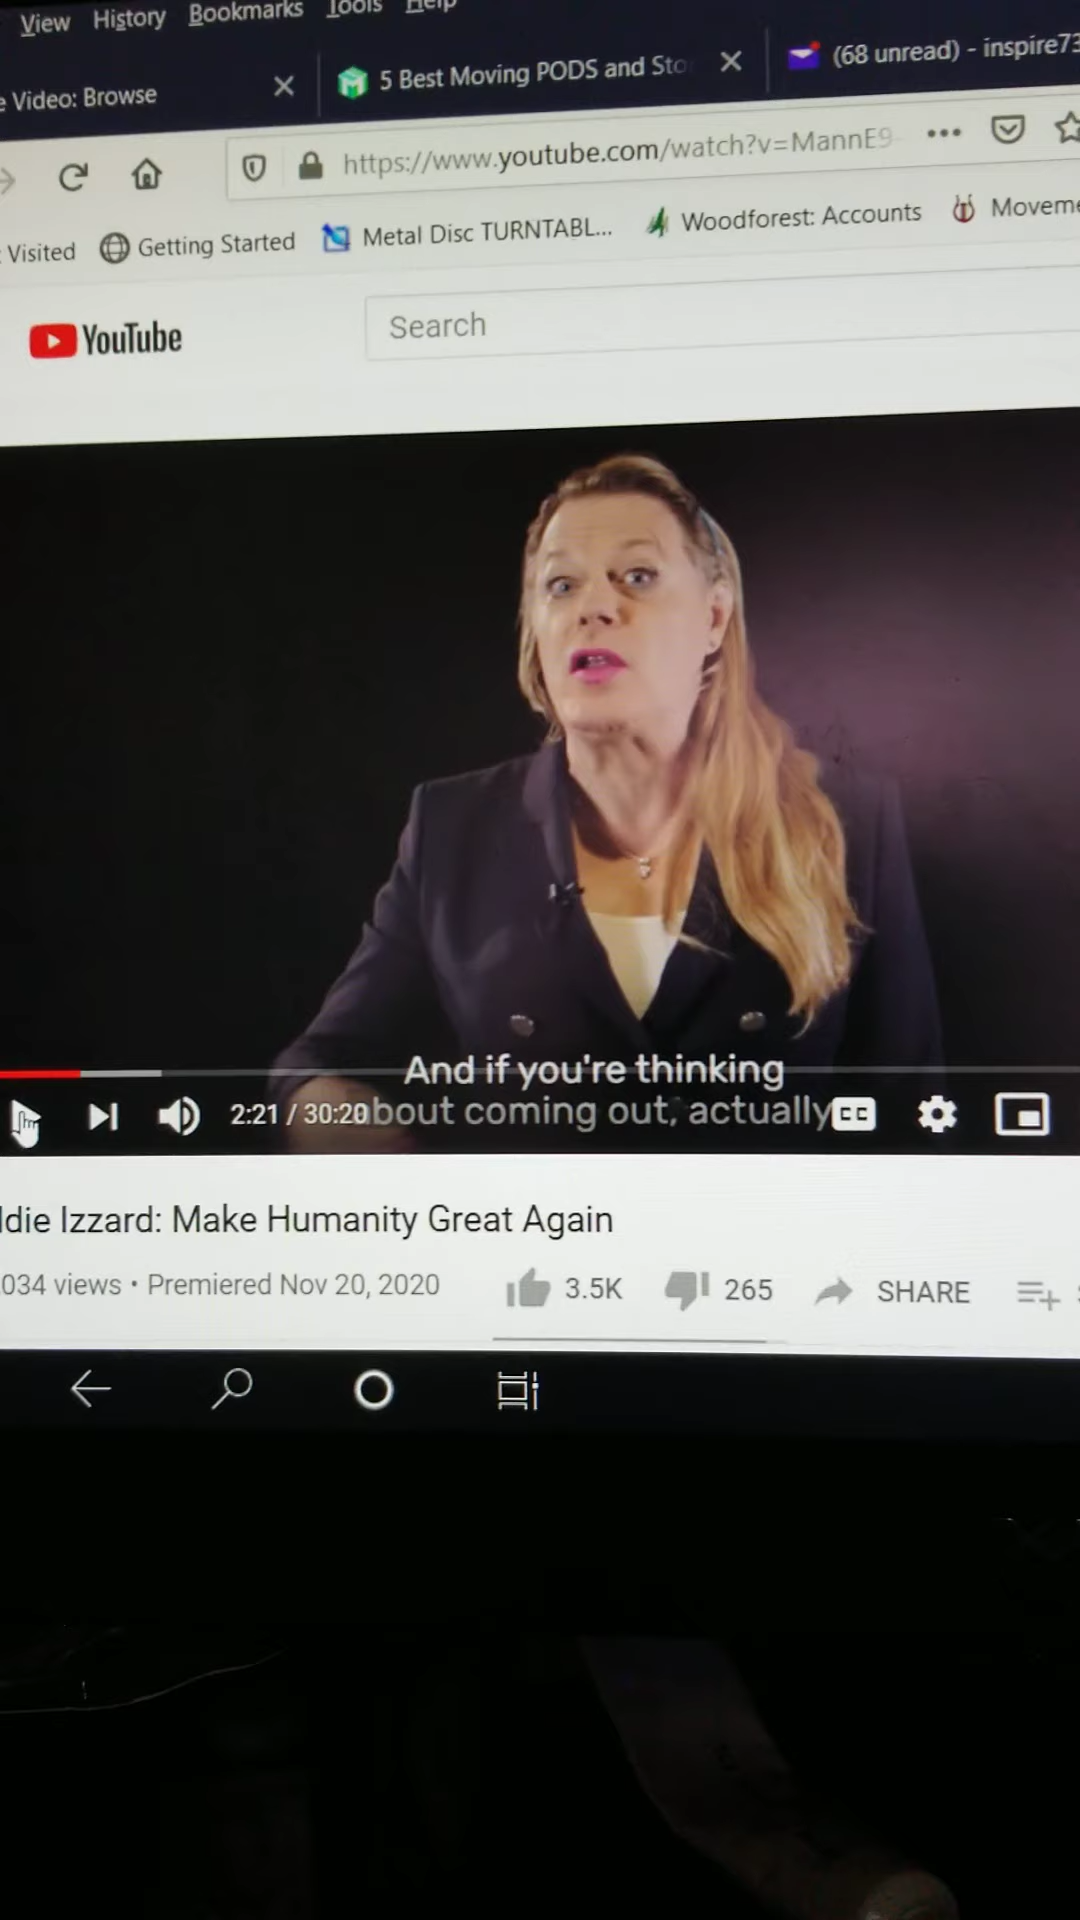 View History Bookmarks Tools Help
Video: Browse
5 Best Moving PODS and Sto
(68 unread) - inspire73
https://www.youtube.com/watch?v=MannE9
Visited Getting Started Metal Disc TURNTABL... Woodforest: Accounts Moveme
YouTube
Search
And if you're thinking
about coming out, actually
2:21 / 30:20
CC
ddie Izzard: Make Humanity Great Again
034 views • Premiered Nov 20, 2020
3.5K 265 SHARE